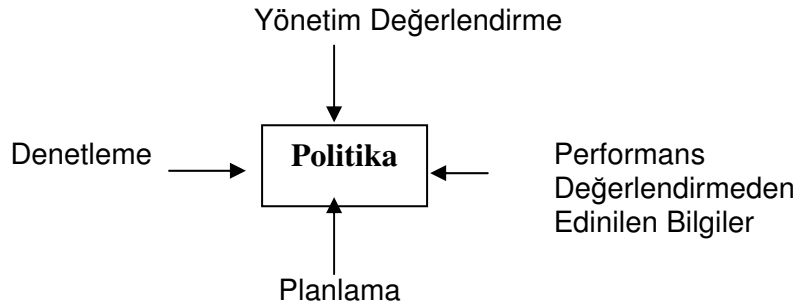 Yönetim Değerlendirme
Denetleme
Politika
Performans
Değerlendirmeden
Edinilen Bilgiler
Planlama